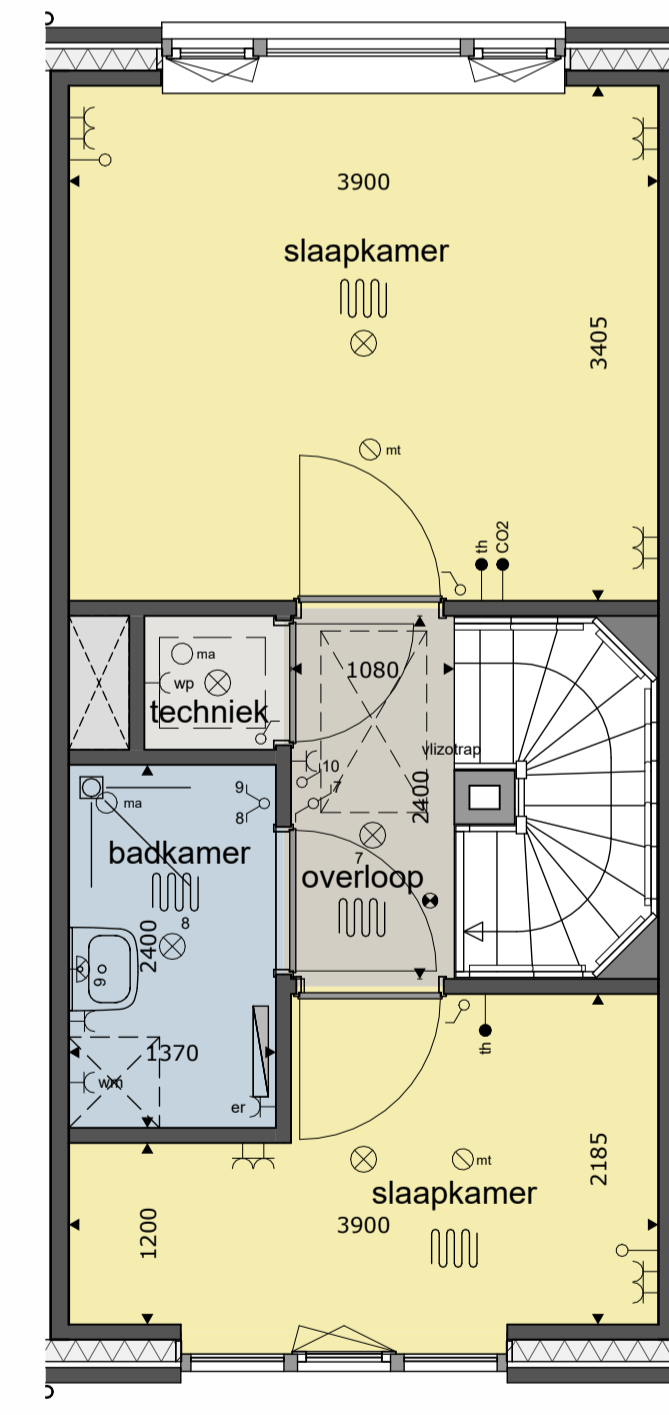 3900
slaapkamer
3405
mt
th
CO2
ma
wp
techniek
1080
vlizotrap
10
7
9
8
ma
2400
7
badkamer
overloop
8
2400
6
1370
wm
er
th
mt
2185
slaapkamer
3900
1200